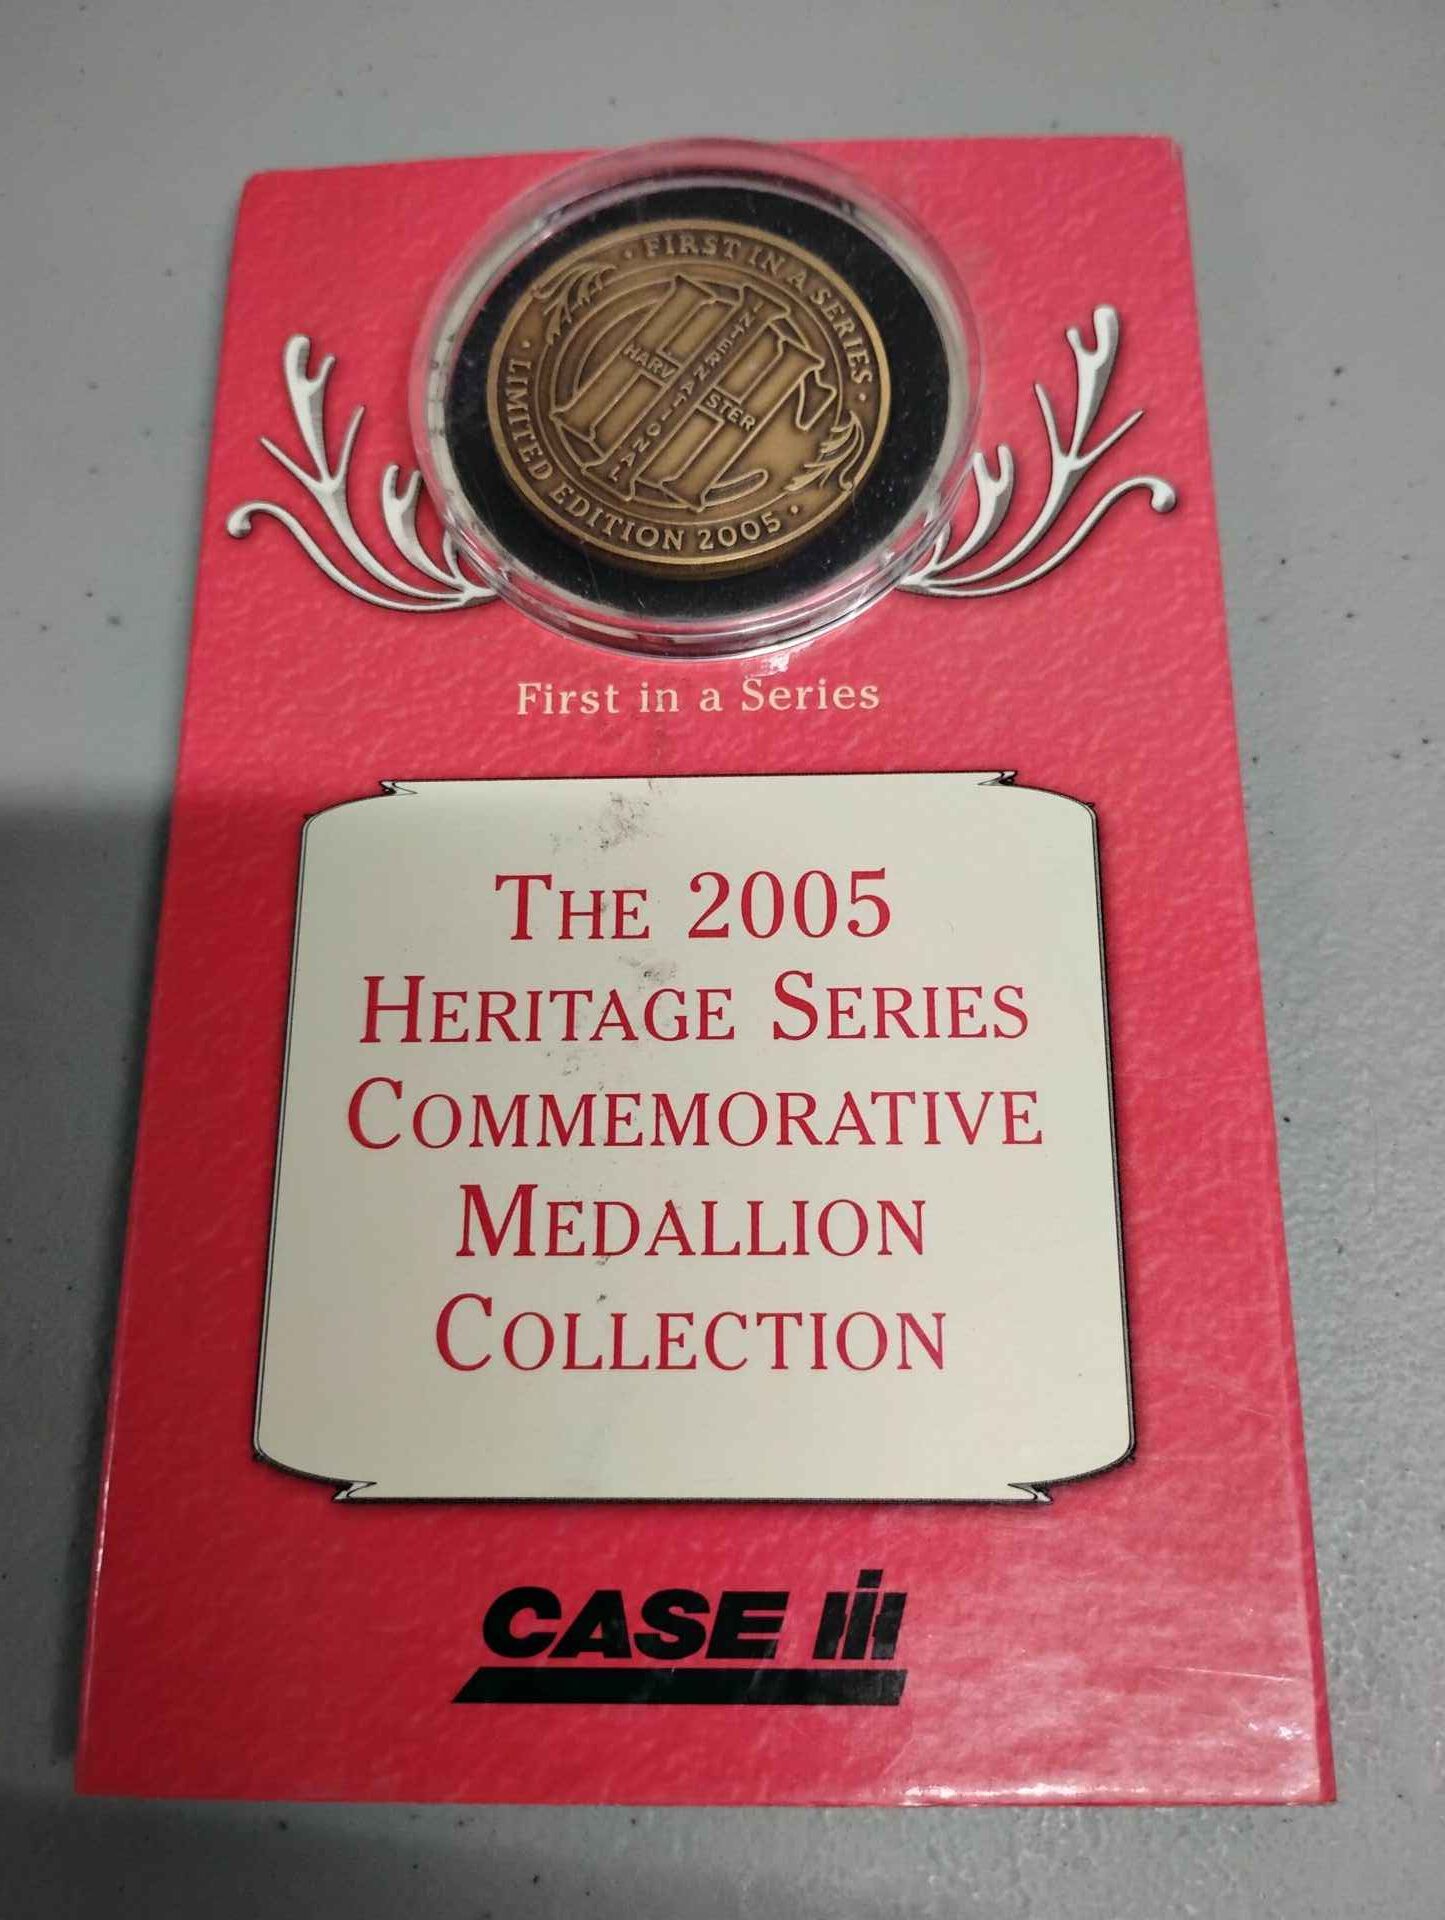 FIRST IN A SERIES
INTERNATIONAL
HARV STER
LIMITED EDITION 2005
First in a Series
THE 2005
HERITAGE SERIES
COMMEMORATIVE
MEDALLION
COLLECTION
CASE IH